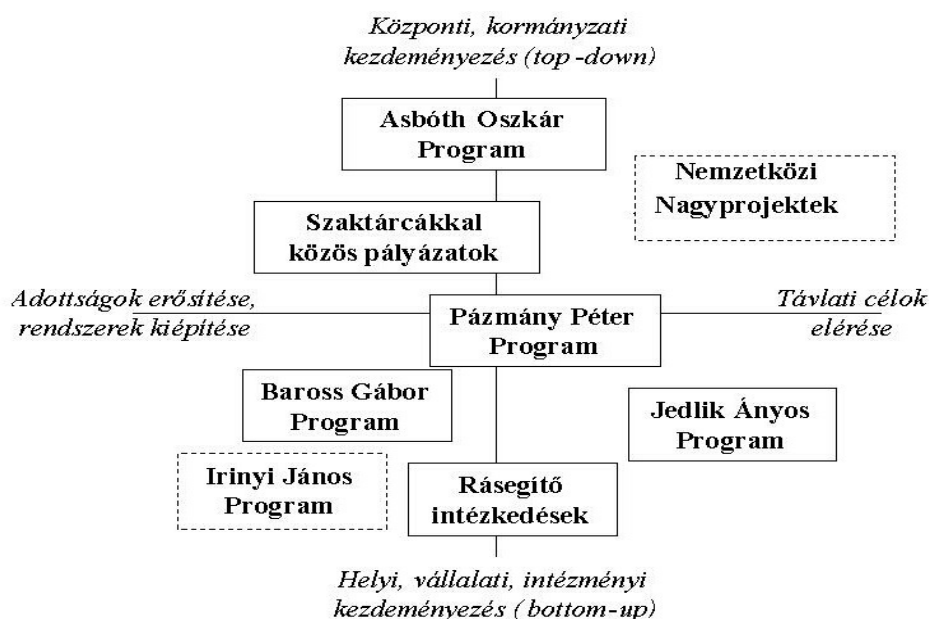 Központi, kormányzati
kezdeményezés (top -down)
Asbóth Oszkár
Program
Nemzetközi
Nagyprojektek
Szaktárcákkal
közös pályázatok
Adottságok erősítése,
rendszerek kiépítése
Pázmány Péter
Program
Távlati célok
elérése
Baross Gábor
Program
Jedlik Ányos
Program
Irinyi János
Program
Rásegítő
intézkedések
Helyi, vállalati, intézményi
kezdeményezés ( bottom-up)